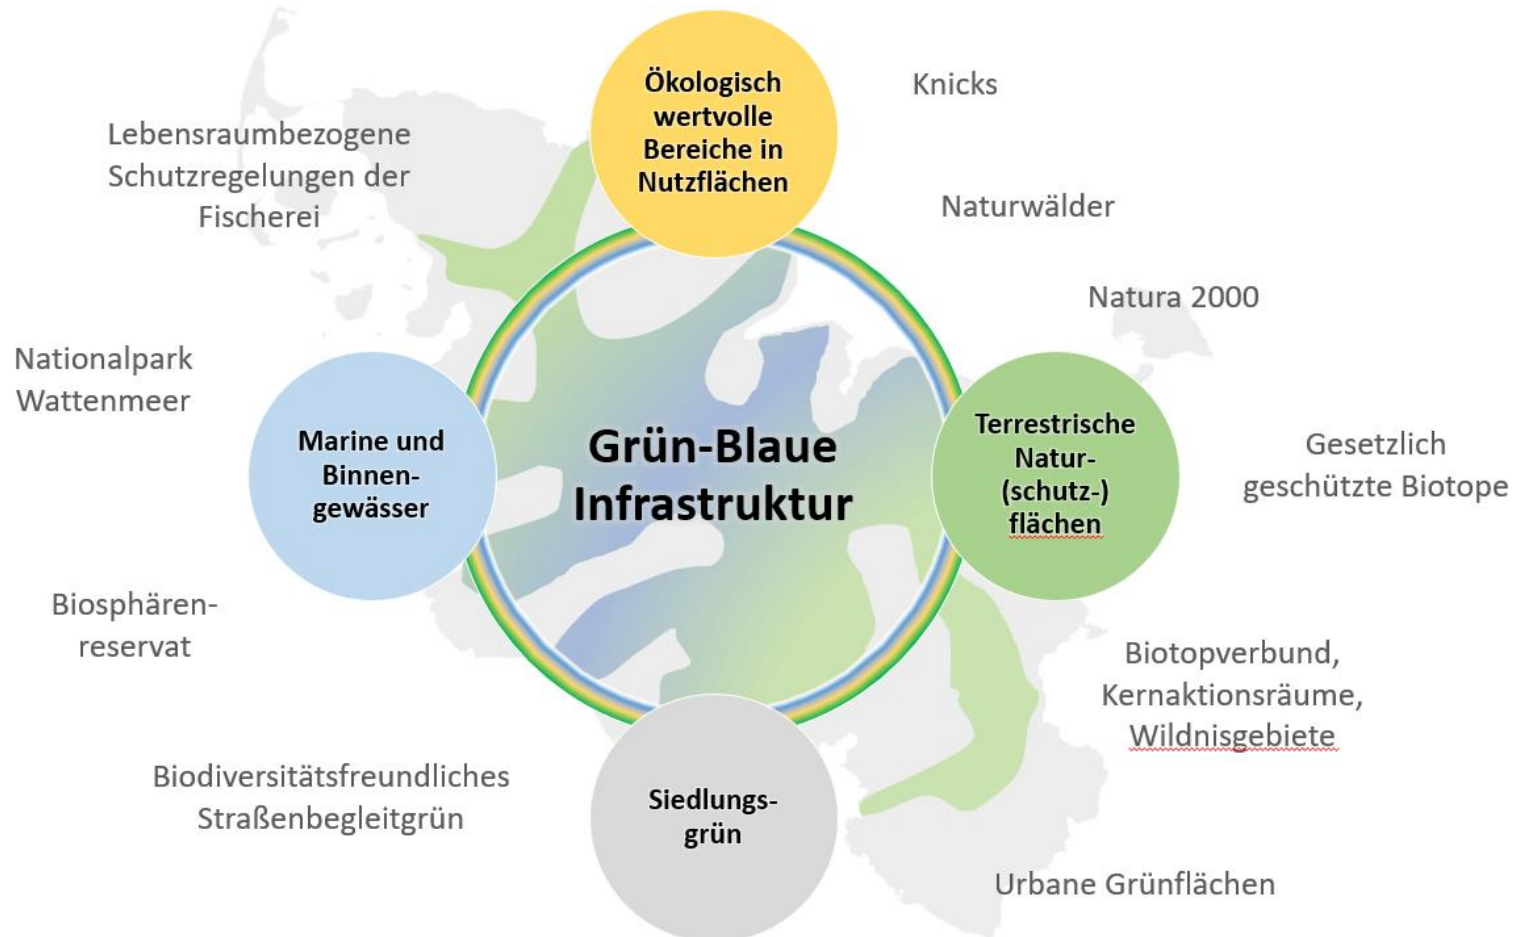 Ökologisch
wertvolle
Bereiche in
Nutzflächen
Knicks
Lebensraumbezogene
Schutzregelungen der
Fischerei
Naturwälder
Natura 2000
Nationalpark
Wattenmeer
Marine und
Binnen-
gewässer
Grün-Blaue
Infrastruktur
Terrestrische
Natur-
(schutz-)
flächen
Gesetzlich
geschützte Biotope
Biosphären-
reservat
Biotopverbund,
Kernaktionsräume,
Wildnisgebiete
Biodiversitätsfreundliches
Straßenbegleitgrün
Siedlungs-
grün
Urbane Grünflächen